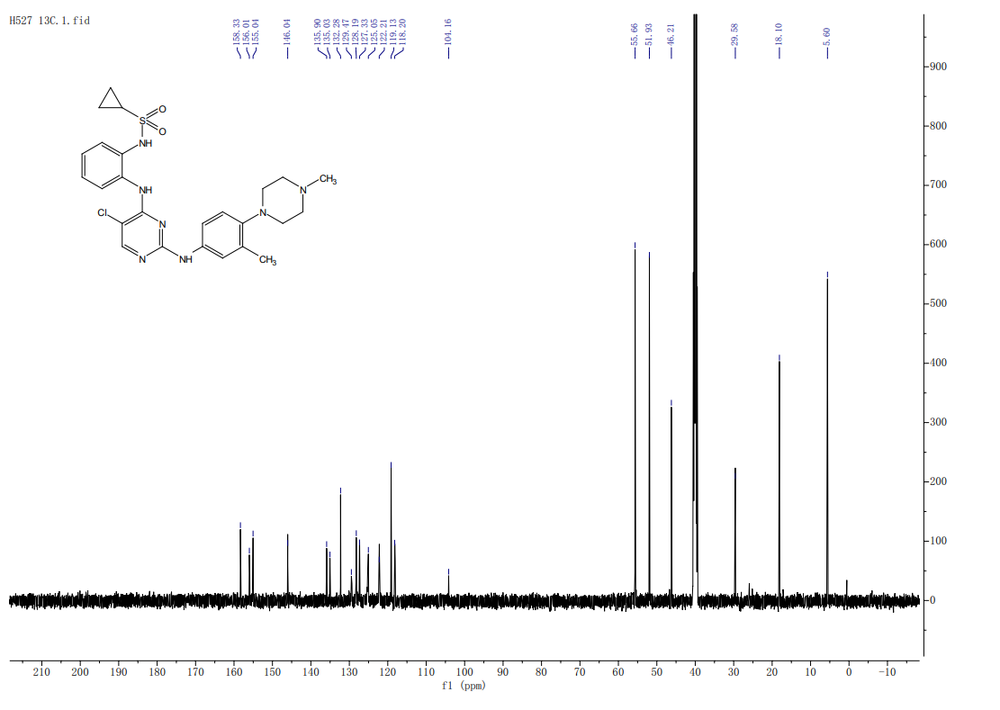 H527 13C.1.fid
158.33
156.01
155.04
146.04
135.90
135.03
132.28
129.47
128.19
127.33
125.05
122.21
119.13
118.20
104.16
55.66
51.93
46.21
29.58
18.10
5.60
O
S
O
NH
NH
Cl
N
N
NH
N
N
CH3
CH3
900
800
700
600
500
400
300
200
100
0
210 200 190 180 170 160 150 140 130 120 110 100 90 80 70 60 50 40 30 20 10 0 -10
f1 (ppm)